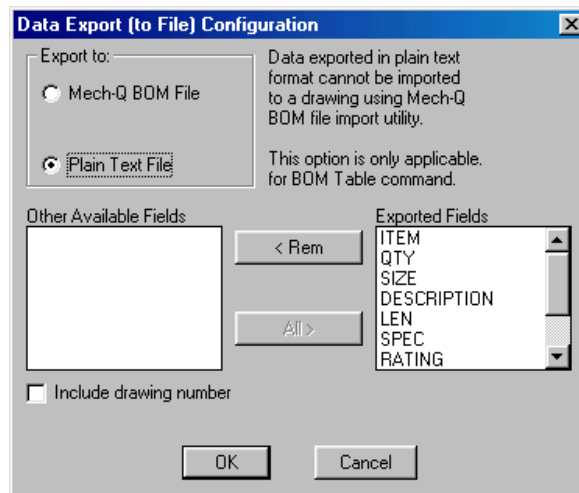 Data Export (to File) Configuration
Export to:
Mech-Q BOM File
Plain Text File
Data exported in plain text
format cannot be imported
to a drawing using Mech-Q
BOM file import utility.
This option is only applicable.
for BOM Table command.
Other Available Fields
< Rem
All >
Exported Fields
ITEM
QTY
SIZE
DESCRIPTION
LEN
SPEC
RATING
Include drawing number
OK
Cancel